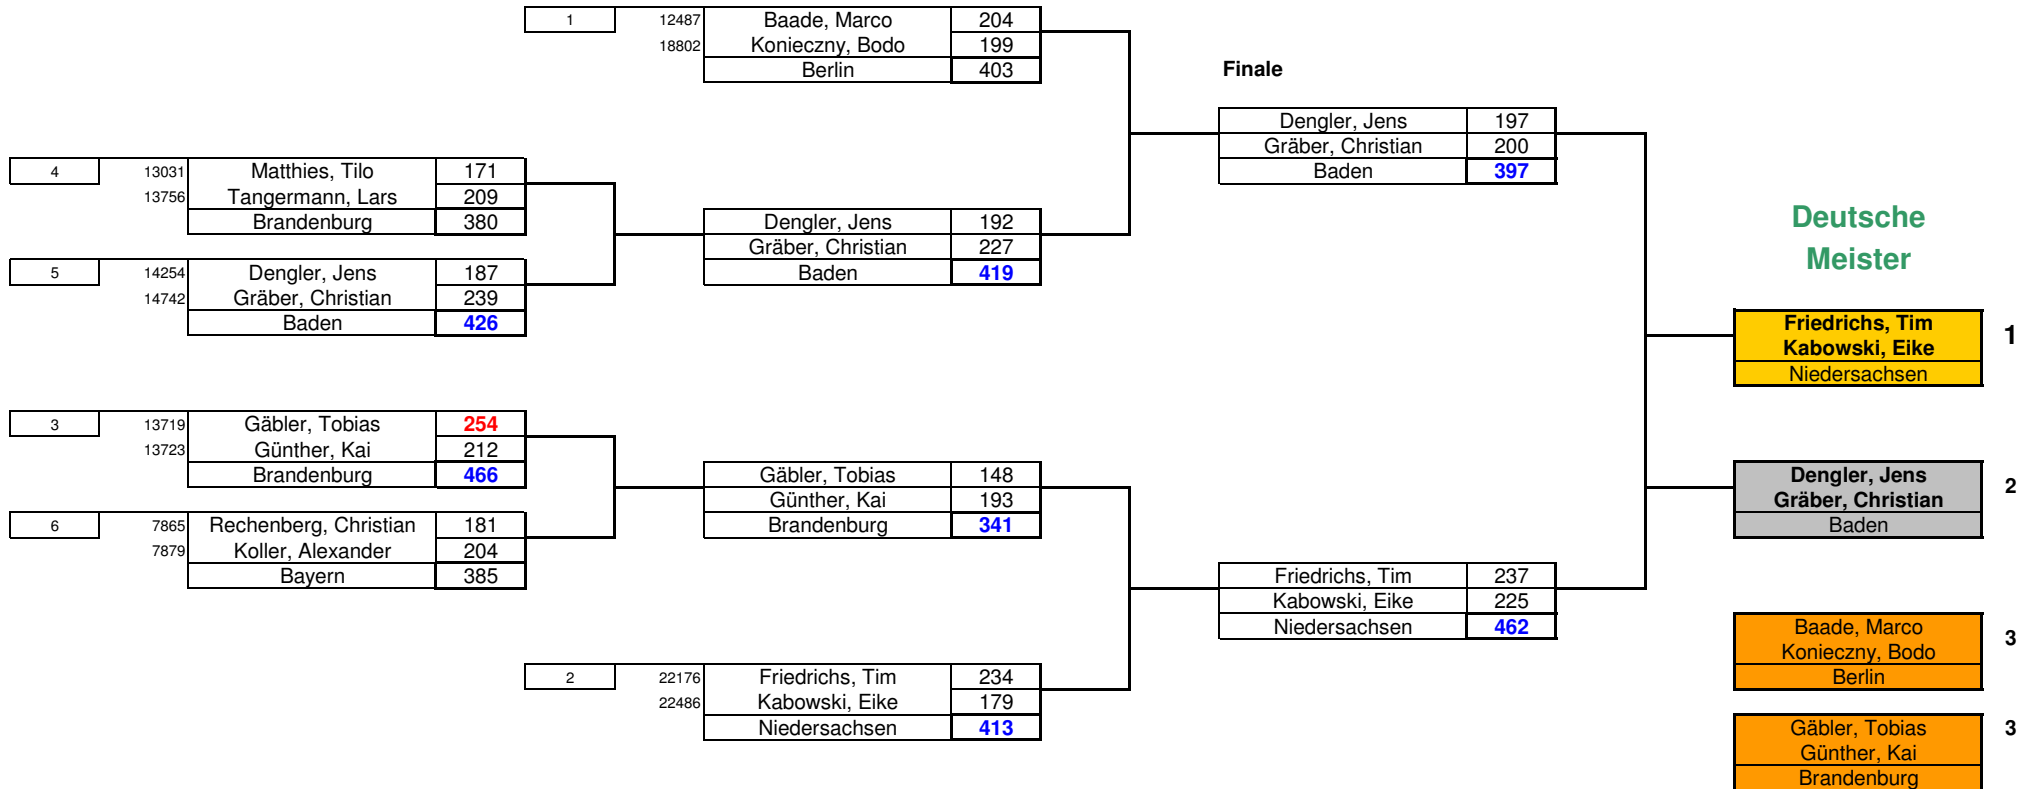 1 12487 Baade, Marco 204
18802 Konieczny, Bodo 199
Berlin 403
4 13031 Matthies, Tilo 171
13756 Tangermann, Lars 209
Brandenburg 380
5 14254 Dengler, Jens 187
14742 Gräber, Christian 239
Baden 426
Dengler, Jens 192
Gräber, Christian 227
Baden 419
3 13719 Gäbler, Tobias 254
13723 Günther, Kai 212
Brandenburg 466
6 7865 Rechenberg, Christian 181
7879 Koller, Alexander 204
Bayern 385
Gäbler, Tobias 148
Günther, Kai 193
Brandenburg 341
2 22176 Friedrichs, Tim 234
22486 Kabowski, Eike 179
Niedersachsen 413
Finale
Dengler, Jens 197
Gräber, Christian 200
Baden 397
Friedrichs, Tim 237
Kabowski, Eike 225
Niedersachsen 462
Deutsche
Meister
Friedrichs, Tim 1
Kabowski, Eike
Niedersachsen
Dengler, Jens 2
Gräber, Christian
Baden
Baade, Marco 3
Konieczny, Bodo
Berlin
Gäbler, Tobias 3
Günther, Kai
Brandenburg